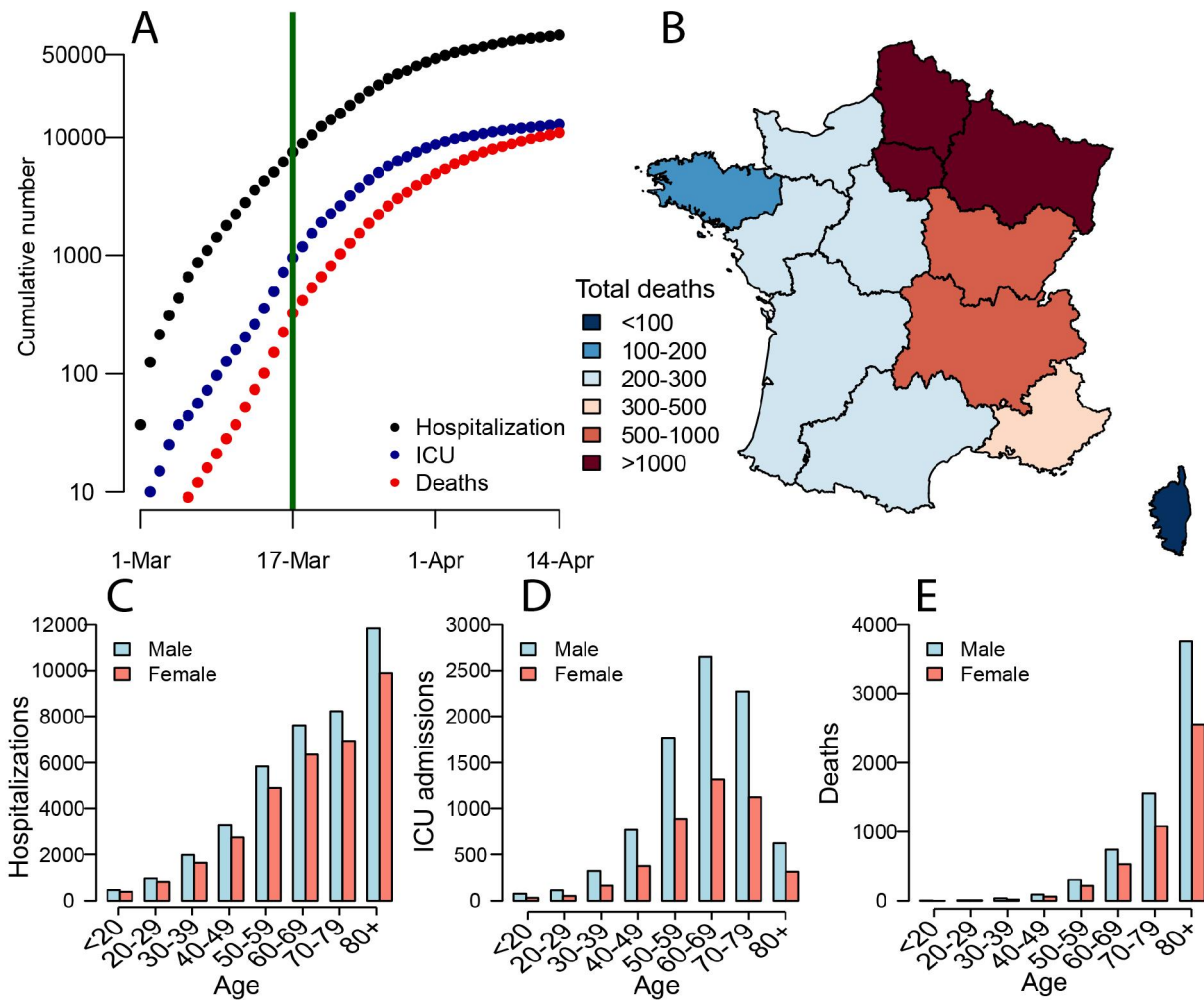 A
Cumulative number
50000
10000
1000
100
10
Hospitalization
ICU
Deaths
1-Mar
17-Mar
1-Apr
14-Apr
B
Total deaths
<100
100-200
200-300
300-500
500-1000
>1000
C
Hospitalizations
12000
10000
8000
6000
4000
2000
0
Male
Female
<20
20-29
30-39
40-49
50-59
60-69
70-79
80+
Age
D
ICU admissions
3000
2500
2000
1500
1000
500
0
Male
Female
<20
20-29
30-39
40-49
50-59
60-69
70-79
80+
Age
E
Deaths
4000
3000
2000
1000
0
Male
Female
<20
20-29
30-39
40-49
50-59
60-69
70-79
80+
Age